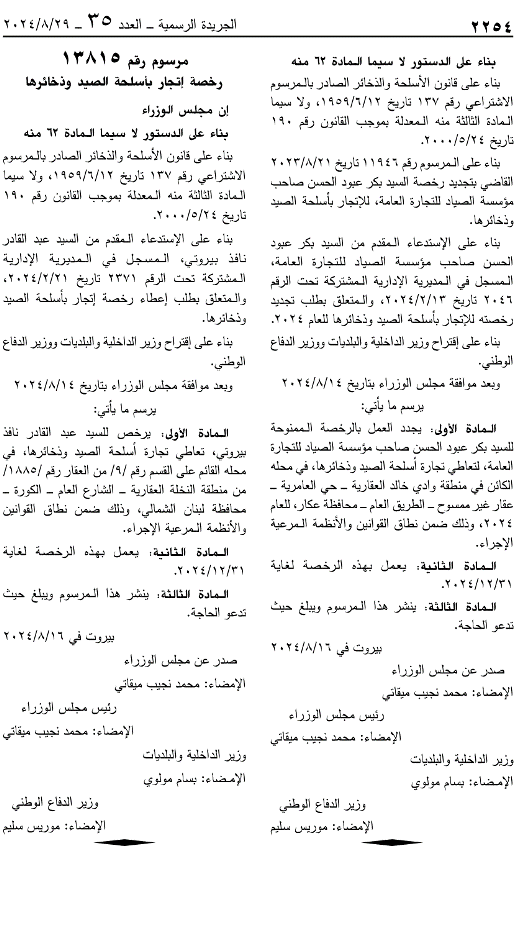 ٢٢٥٤
الجريدة الرسمية ــ العدد ٣٥ ــ ٢٠٢٤/٨/٢٩
بناء على الدستور لا سيما المادة ٦٢ منه
بناء على قانون الأسلحة والذخائر الصادر بالمرسوم
الاشتراعي رقم ١٣٧ تاريخ ١٩٥٩/٦/١٢، ولا سيما
المادة الثالثة منه المعدلة بموجب القانون رقم ١٩٠
تاريخ ٢٠٠٠/٥/٢٤.
بناء على المرسوم رقم ١١٩٤٦ تاريخ ٢٠٢٣/٨/٢١
القاضي بتجديد رخصة السيد بكر عبود الحسن صاحب
مؤسسة الصياد للتجارة العامة، للإتجار بأسلحة الصيد
وذخائرها.
بناء على الإستدعاء المقدم من السيد بكر عبود
الحسن صاحب مؤسسة الصياد للتجارة العامة،
المسجل في المديرية الإدارية المشتركة تحت الرقم
٢٠٤٦ تاريخ ٢٠٢٤/٢/١٣، والمتعلق بطلب تجديد
رخصته للإتجار بأسلحة الصيد وذخائرها للعام ٢٠٢٤.
بناء على إقتراح وزير الداخلية والبلديات ووزير الدفاع
الوطني.
وبعد موافقة مجلس الوزراء بتاريخ ٢٠٢٤/٨/١٤
يرسم ما يأتي:
المادة الأولى: يجدد العمل بالرخصة الممنوحة
للسيد بكر عبود الحسن صاحب مؤسسة الصياد للتجارة
العامة، لتعاطي تجارة أسلحة الصيد وذخائرها، في محله
الكائن في منطقة وادي خالد العقارية ــ حي العامرية ــ
عقار غير ممسوح ــ الطريق العام ــ محافظة عكار، للعام
٢٠٢٤، وذلك ضمن نطاق القوانين والأنظمة المرعية
الإجراء.
المادة الثانية: يعمل بهذه الرخصة لغاية
٢٠٢٤/١٢/٣١.
المادة الثالثة: ينشر هذا المرسوم ويبلغ حيث
تدعو الحاجة.
بيروت في ٢٠٢٤/٨/١٦
صدر عن مجلس الوزراء
الإمضاء: محمد نجيب ميقاتي
رئيس مجلس الوزراء
الإمضاء: محمد نجيب ميقاتي
وزير الداخلية والبلديات
الإمضاء: بسام مولوي
وزير الدفاع الوطني
الإمضاء: موريس سليم
مرسوم رقم ١٣٨١٥
رخصة إتجار بأسلحة الصيد وذخائرها
إن مجلس الوزراء
بناء على الدستور لا سيما المادة ٦٢ منه
بناء على قانون الأسلحة والذخائر الصادر بالمرسوم
الاشتراعي رقم ١٣٧ تاريخ ١٩٥٩/٦/١٢، ولا سيما
المادة الثالثة منه المعدلة بموجب القانون رقم ١٩٠
تاريخ ٢٠٠٠/٥/٢٤.
بناء على الإستدعاء المقدم من السيد عبد القادر
نافذ بيروتي، المسجل في المديرية الإدارية
المشتركة تحت الرقم ٢٣٧١ تاريخ ٢٠٢٤/٢/٢١،
والمتعلق بطلب إعطاء رخصة إتجار بأسلحة الصيد
وذخائرها.
بناء على إقتراح وزير الداخلية والبلديات ووزير الدفاع
الوطني.
وبعد موافقة مجلس الوزراء بتاريخ ٢٠٢٤/٨/١٤
يرسم ما يأتي:
المادة الأولى: يرخص للسيد عبد القادر نافذ
بيروتي، تعاطي تجارة أسلحة الصيد وذخائرها، في
محله القائم على القسم رقم /٩/ من العقار رقم /١٨٨٥/
من منطقة النخلة العقارية ــ الشارع العام ــ الكورة ــ
محافظة لبنان الشمالي، وذلك ضمن نطاق القوانين
والأنظمة المرعية الإجراء.
المادة الثانية: يعمل بهذه الرخصة لغاية
٢٠٢٤/١٢/٣١.
المادة الثالثة: ينشر هذا المرسوم ويبلغ حيث
تدعو الحاجة.
بيروت في ٢٠٢٤/٨/١٦
صدر عن مجلس الوزراء
الإمضاء: محمد نجيب ميقاتي
رئيس مجلس الوزراء
الإمضاء: محمد نجيب ميقاتي
وزير الداخلية والبلديات
الإمضاء: بسام مولوي
وزير الدفاع الوطني
الإمضاء: موريس سليم